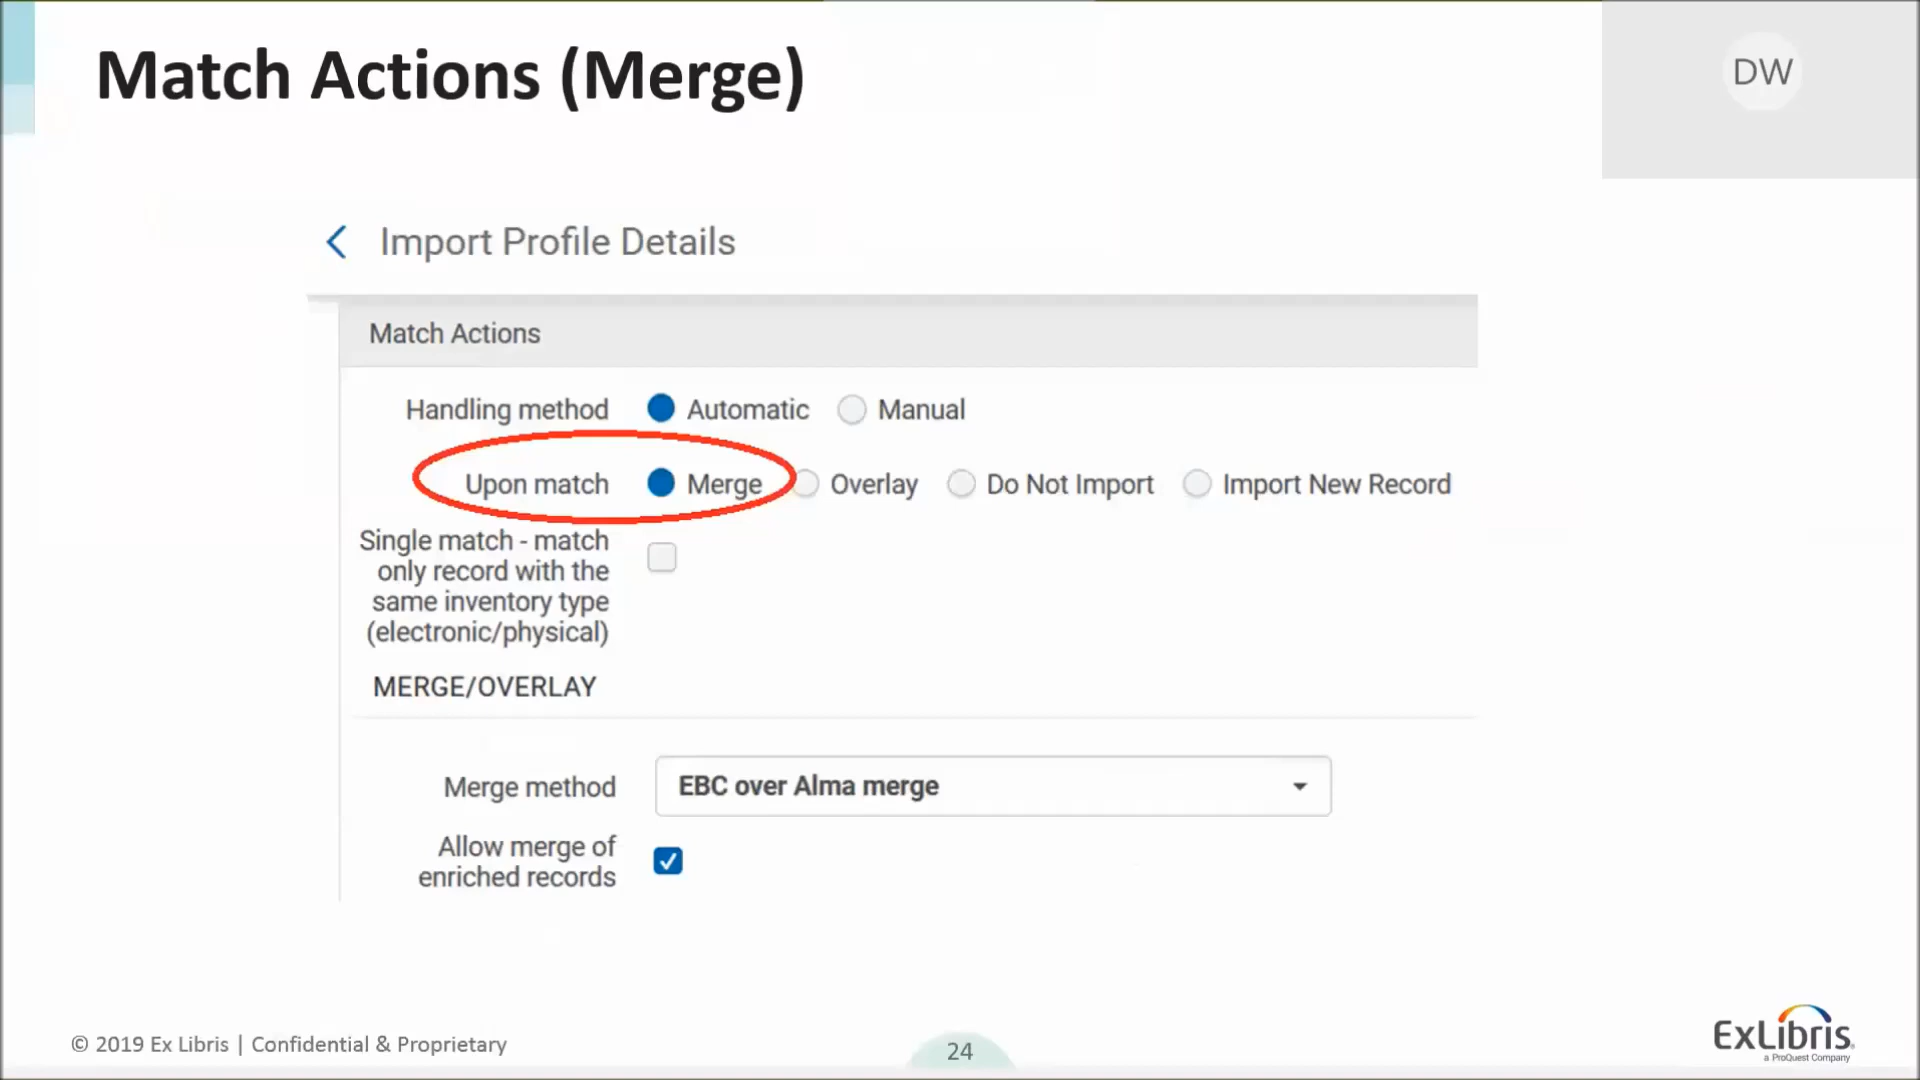 Match Actions (Merge)
DW
Import Profile Details
Match Actions
Handling method Automatic Manual
Upon match Merge Overlay Do Not Import Import New Record
Single match - match
only record with the
same inventory type
(electronic/physical)
MERGE/OVERLAY
Merge method EBC over Alma merge
Allow merge of
enriched records
© 2019 Ex Libris | Confidential & Proprietary
24
ExLibris
a ProQuest Company